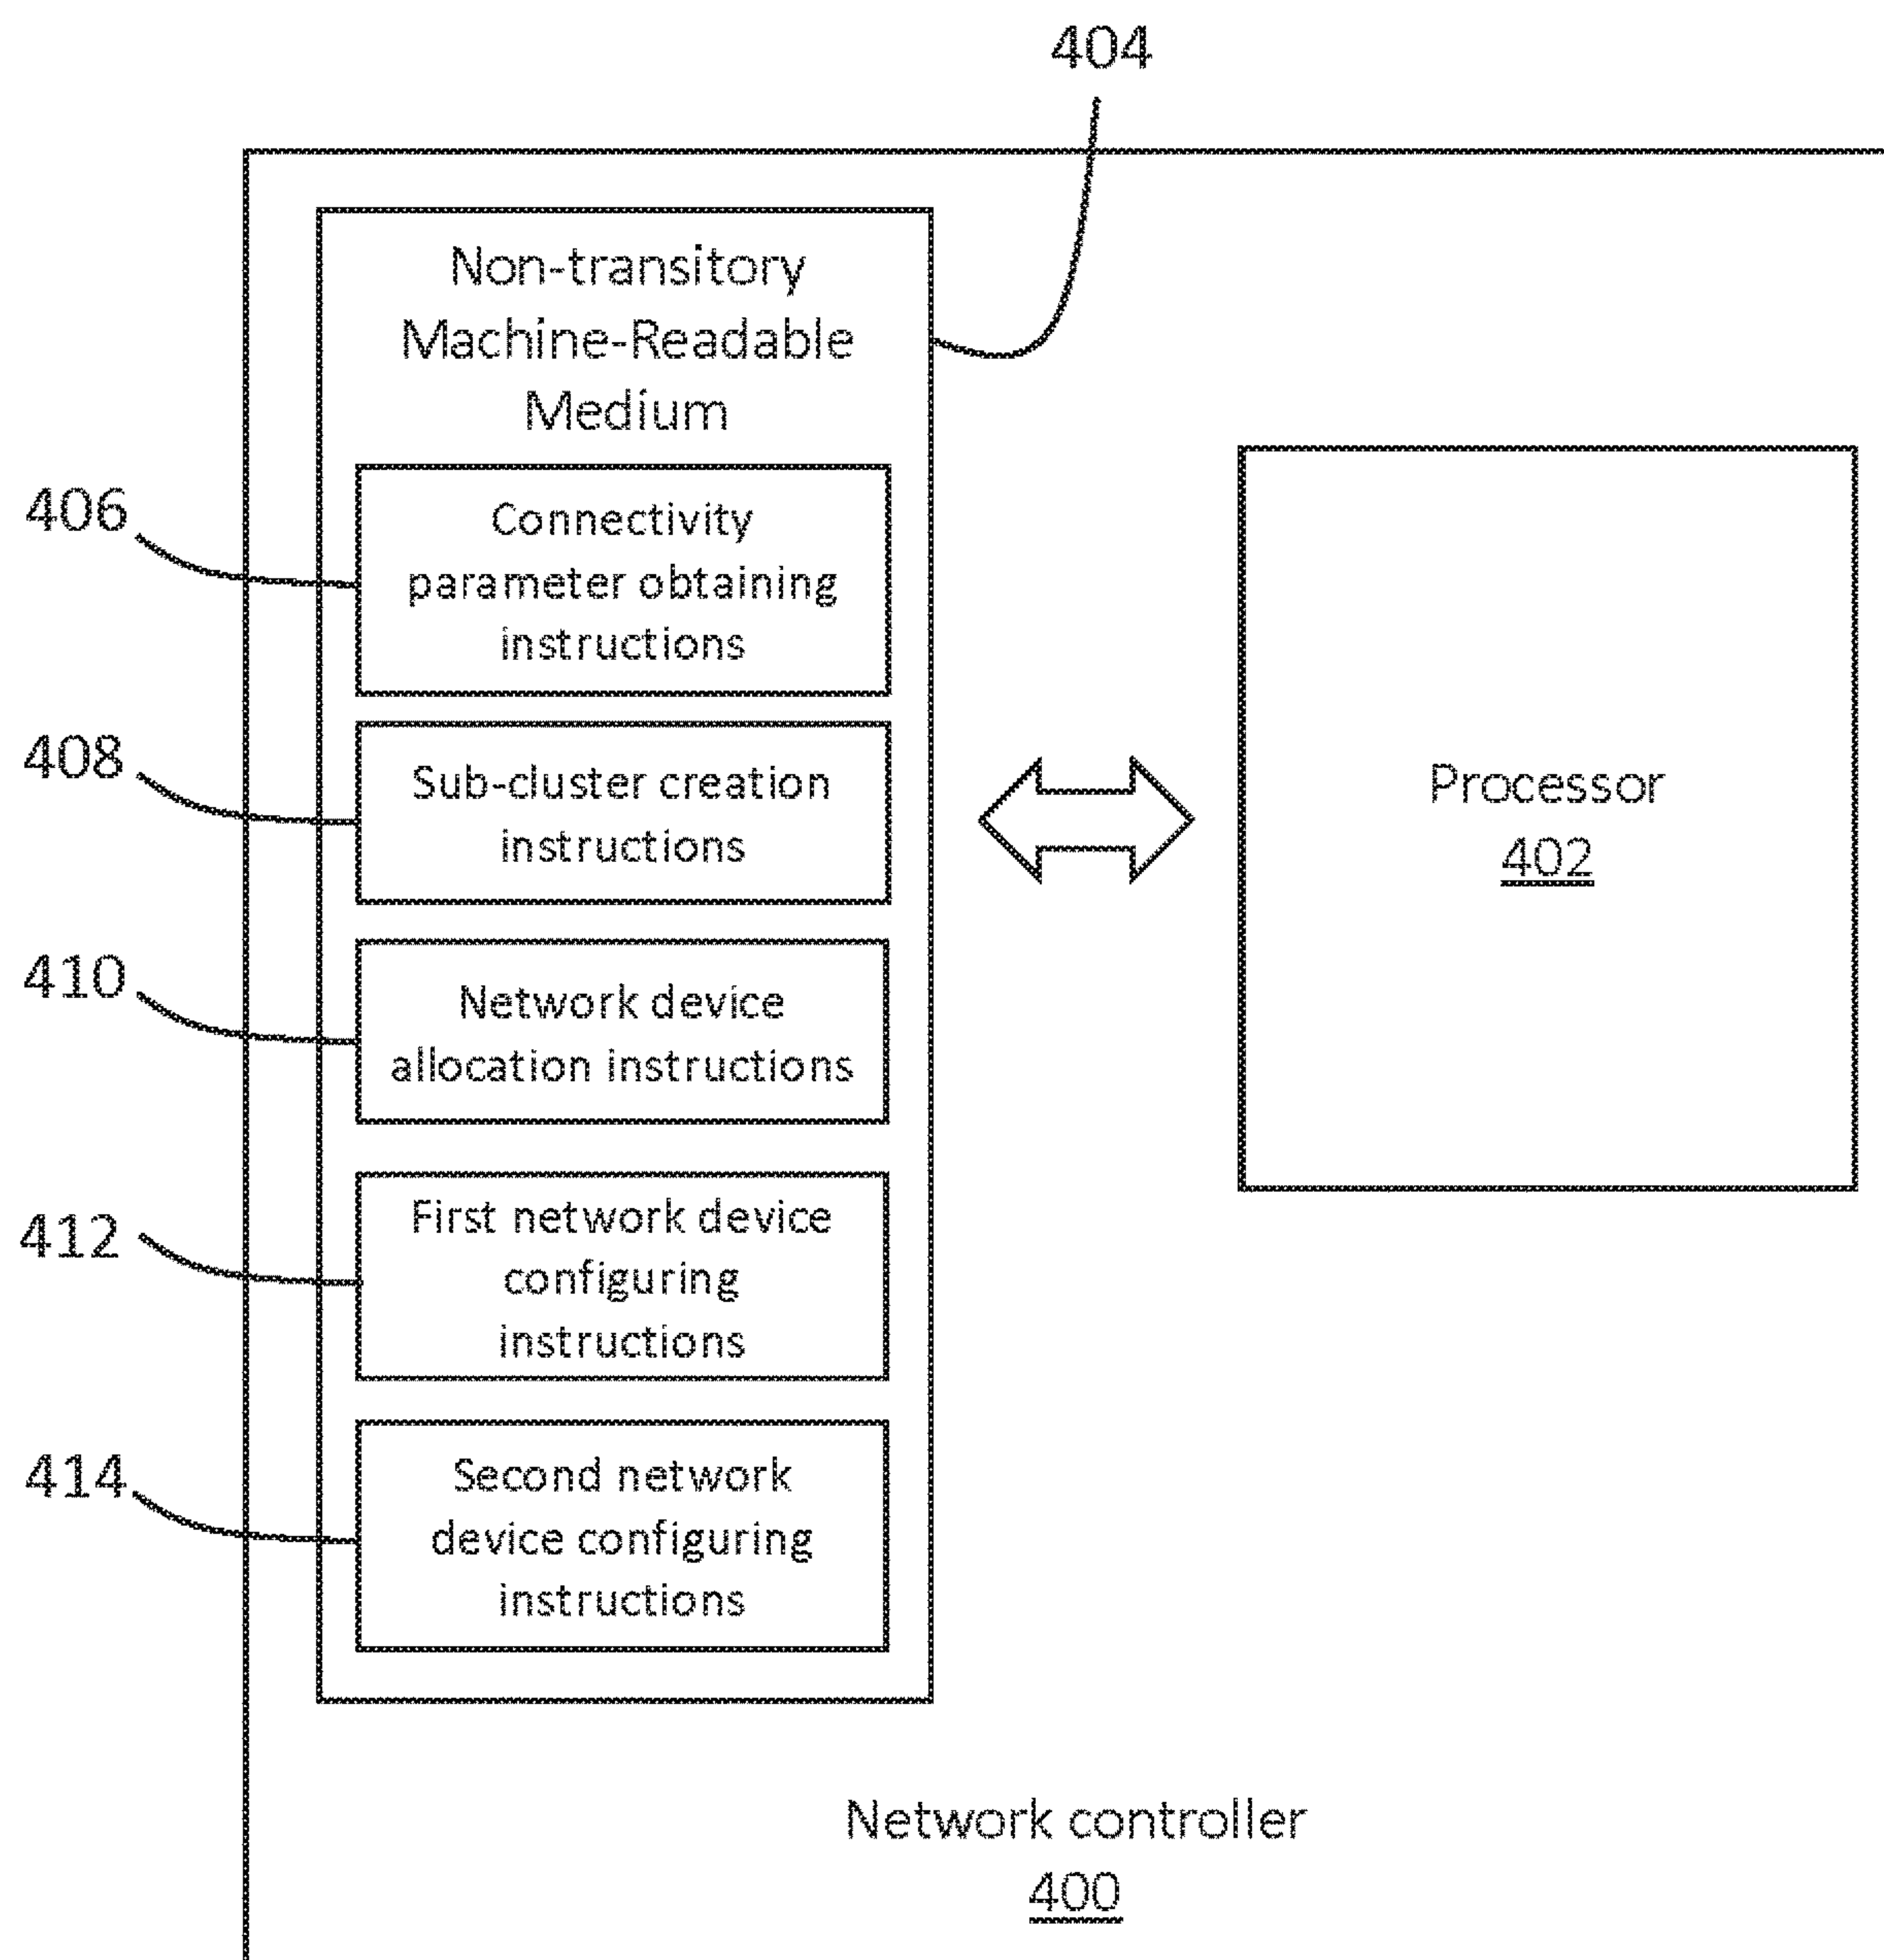 404
Non-transitory
Machine-Readable
Medium
406
Connectivity
parameter obtaining
instructions
408
Sub-cluster creation
instructions
Processor
402
410
Network device
allocation instructions
412
First network device
configuring
instructions
414
Second network
device configuring
instructions
Network controller
400